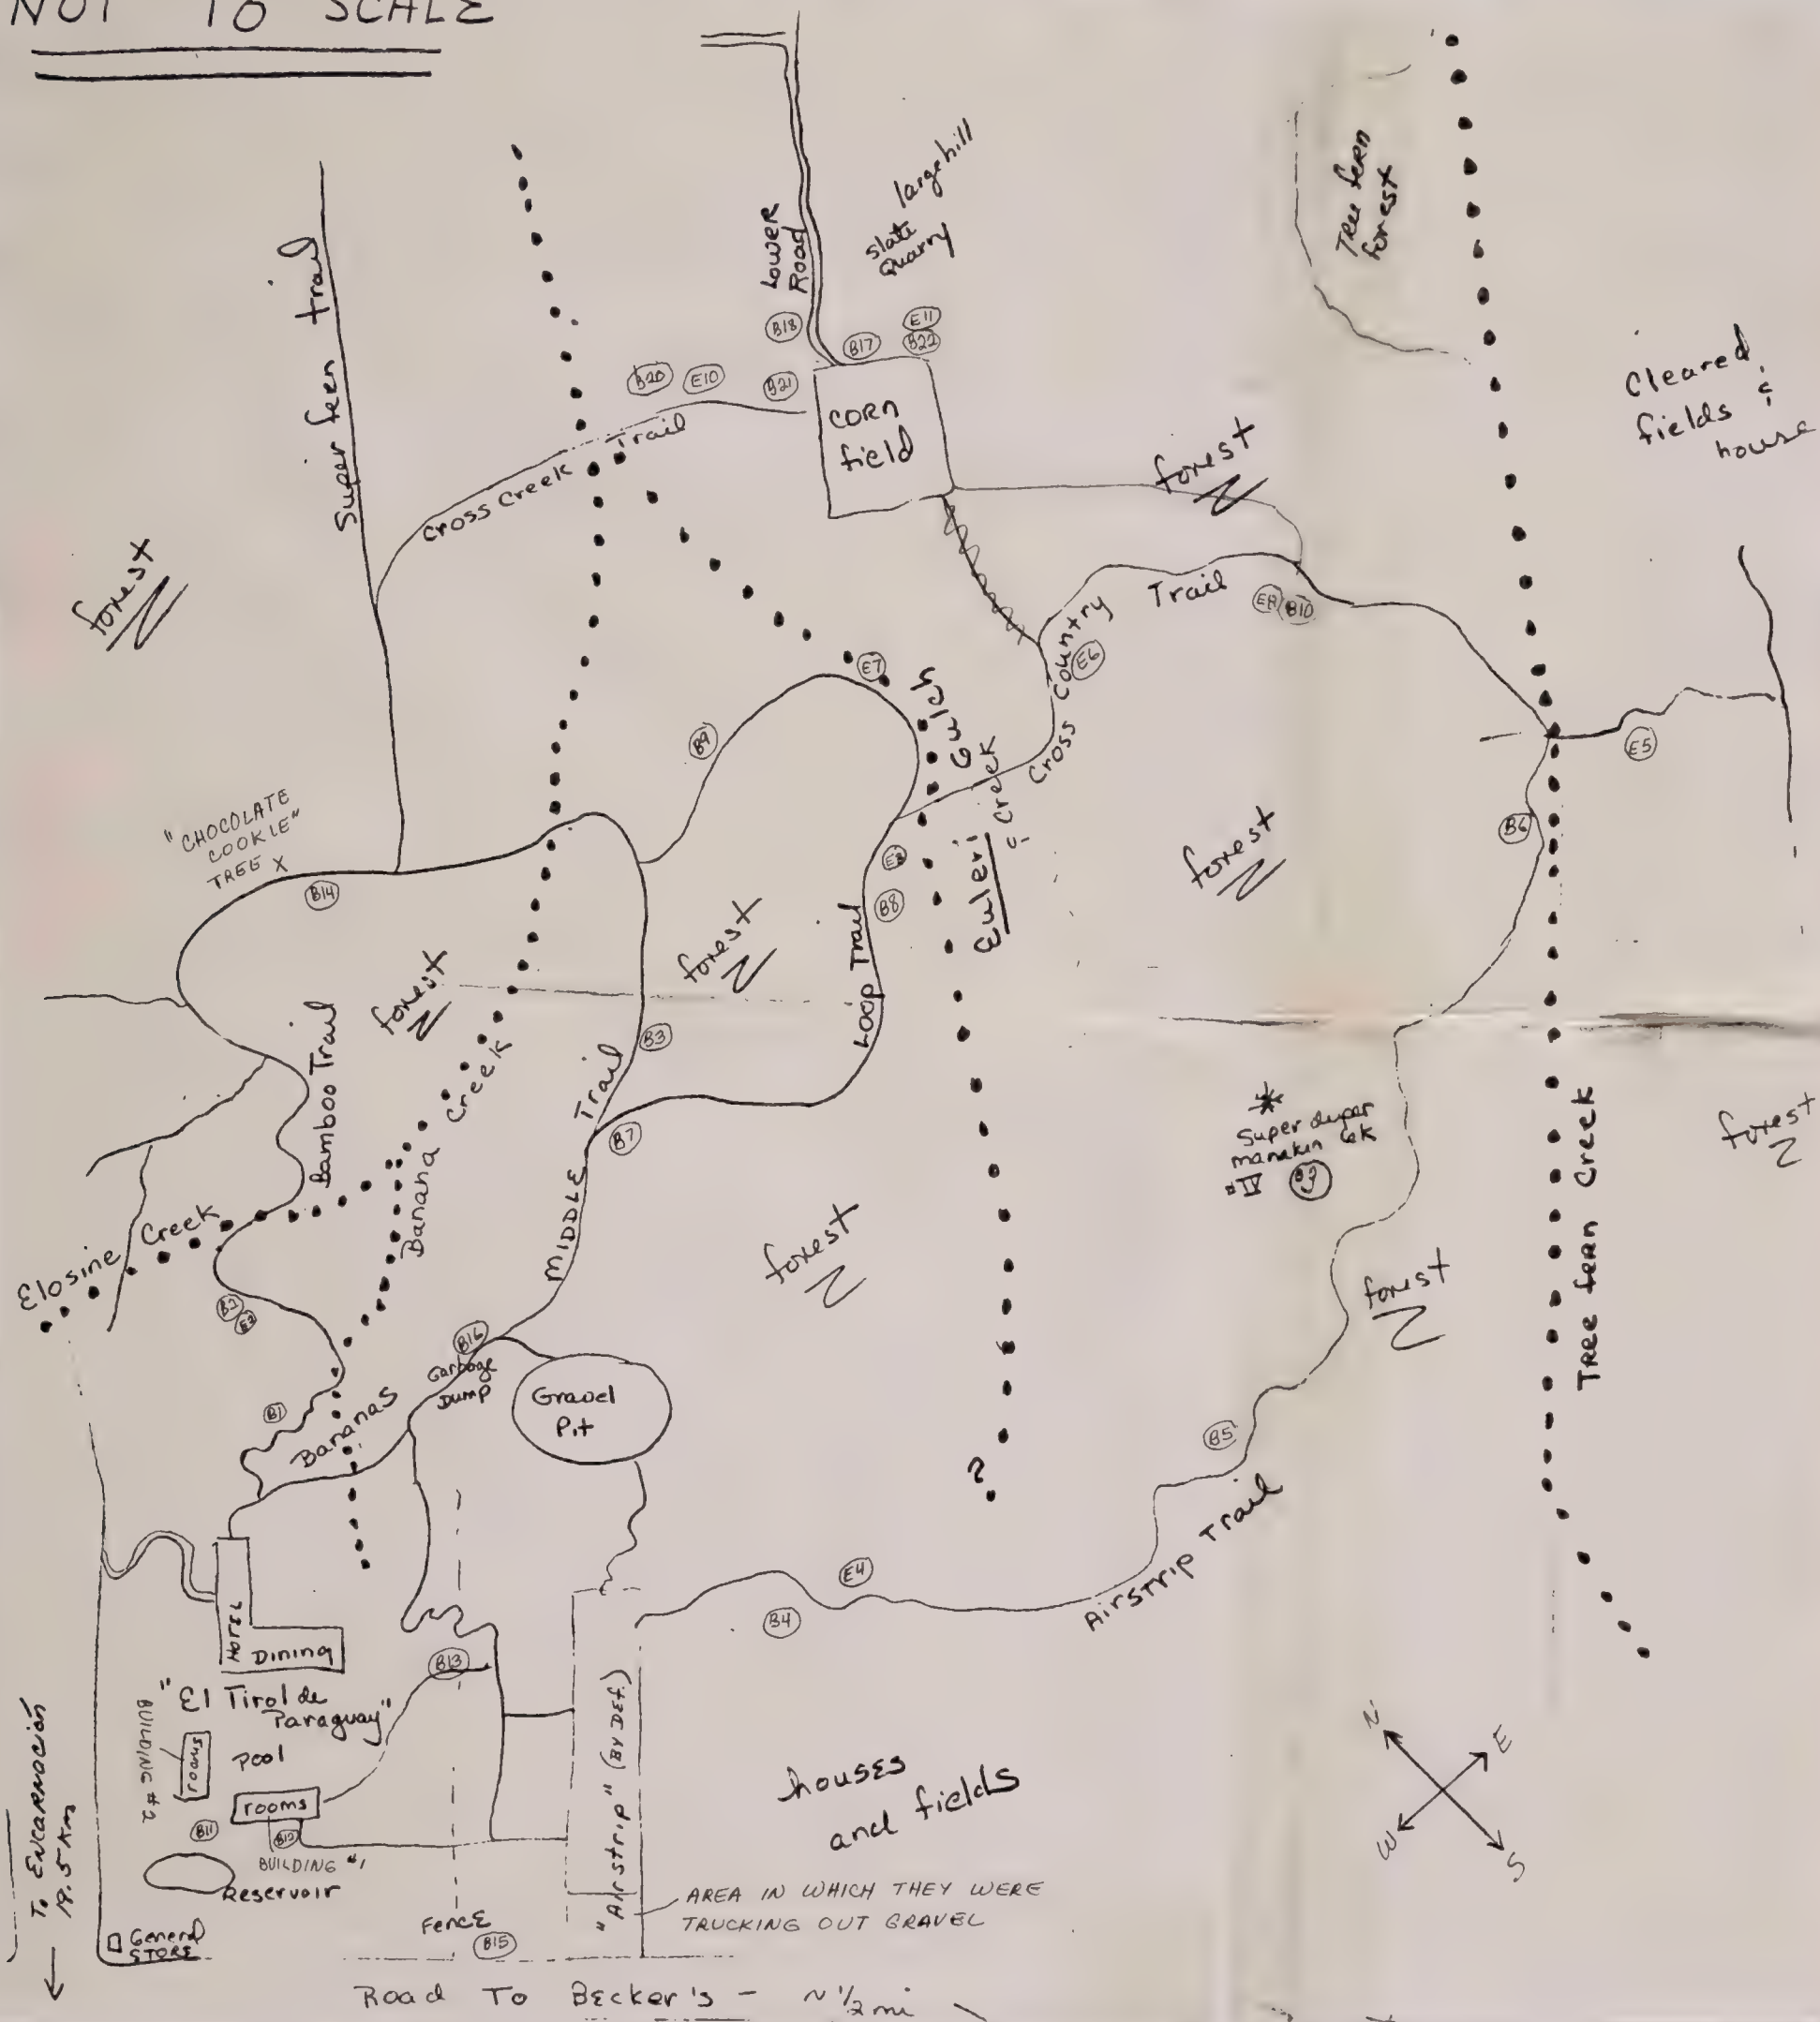 NOT TO SCALE
Super fern trail
Lower
Road
large hill
slate
quarry
Tree fern
forest
B18
B17
E11
B22
B20
E10
B21
Cross Creek Trail
CORN
field
Cleared
fields &
house
forest
forest
Cross Country Trail
E8
B10
E6
E7
B9
Euleri Gulch
& Creek
E5
B6
"CHOCOLATE
COOKIE"
TREE X
B14
B8
forest
forest
forest
Bamboo Trail
Banana Creek
B3
Loop Trail
MIDDLE Trail
B7
*
Super duper
manakin lek
#IV
Tree fern Creek
forest
Elosine Creek
B2
E2
forest
forest
B16
Garbage
Dump
Gravel
Pit
B1
Bananas
B5
?
Airstrip Trail
E4
B4
HOTEL
Dining
B13
"El Tirol de
Paraguay"
BUILDING #2
rooms
pool
rooms
B11
B12
BUILDING #1
Reservoir
General
STORE
To Encarnación
19.5 Km
Fence
B15
"Airstrip" (BY DEF.)
houses
and fields
AREA IN WHICH THEY WERE
TRUCKING OUT GRAVEL
N
E
W
S
Road To Becker's - ~ 1/2 mi